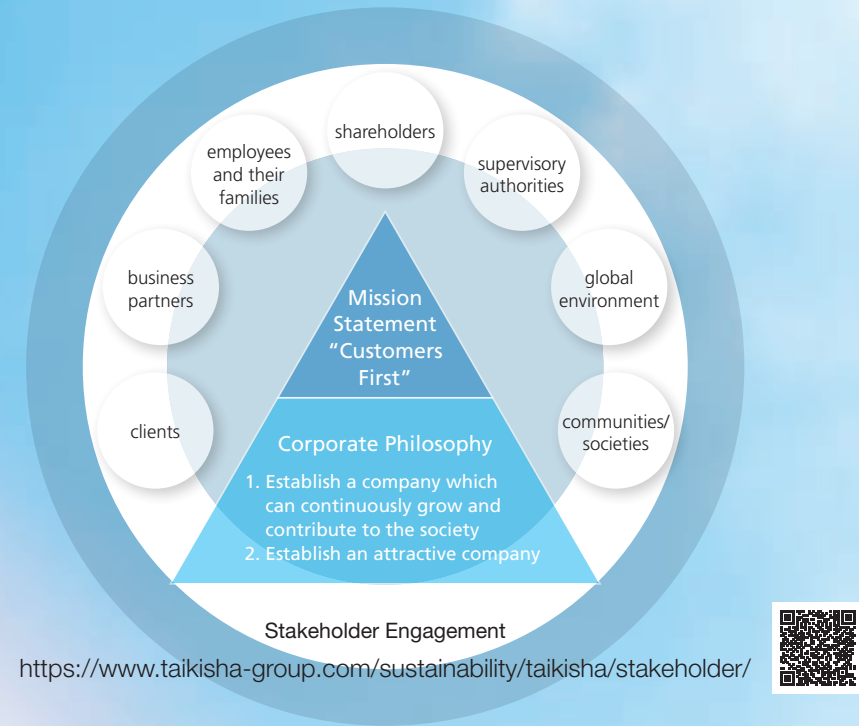 shareholders
employees
and their
families
supervisory
authorities
business
partners
global
environment
clients
communities/
societies
Mission
Statement
“Customers
First”
Corporate Philosophy
1. Establish a company which
can continuously grow and
contribute to the society
2. Establish an attractive company
Stakeholder Engagement
https://www.taikisha-group.com/sustainability/taikisha/stakeholder/